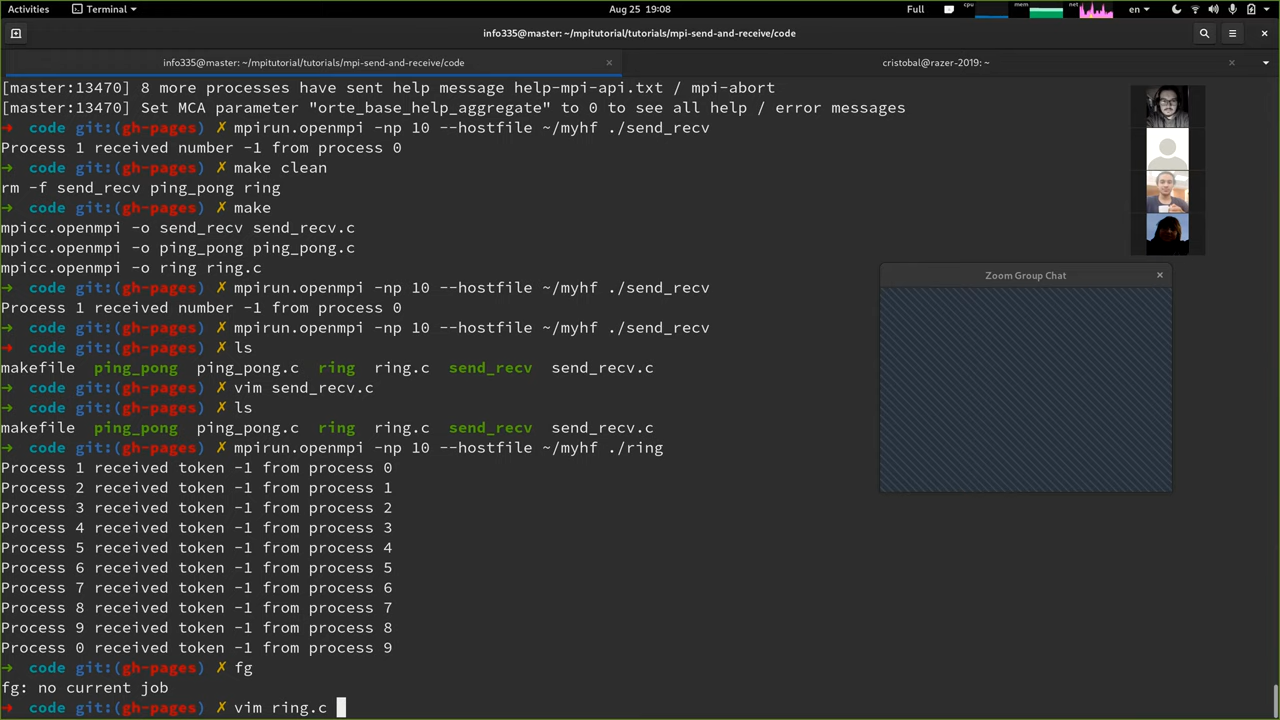 Activities
Terminal
Aug 25 19:08
Full
cpu
mem
net
en
info335@master: ~/mpitutorial/tutorials/mpi-send-and-receive/code
info335@master: ~/mpitutorial/tutorials/mpi-send-and-receive/code
×
cristobal@razer-2019: ~
×
[master:13470] 8 more processes have sent help message help-mpi-api.txt / mpi-abort
[master:13470] Set MCA parameter "orte_base_help_aggregate" to 0 to see all help / error messages
→ code git:(gh-pages) ✗ mpirun.openmpi -np 10 --hostfile ~/myhf ./send_recv
Process 1 received number -1 from process 0
→ code git:(gh-pages) ✗ make clean
rm -f send_recv ping_pong ring
→ code git:(gh-pages) ✗ make
mpicc.openmpi -o send_recv send_recv.c
mpicc.openmpi -o ping_pong ping_pong.c
mpicc.openmpi -o ring ring.c
→ code git:(gh-pages) ✗ mpirun.openmpi -np 10 --hostfile ~/myhf ./send_recv
Process 1 received number -1 from process 0
→ code git:(gh-pages) ✗ mpirun.openmpi -np 10 --hostfile ~/myhf ./send_recv
→ code git:(gh-pages) ✗ ls
makefile ping_pong ping_pong.c ring ring.c send_recv send_recv.c
→ code git:(gh-pages) ✗ vim send_recv.c
→ code git:(gh-pages) ✗ ls
makefile ping_pong ping_pong.c ring ring.c send_recv send_recv.c
→ code git:(gh-pages) ✗ mpirun.openmpi -np 10 --hostfile ~/myhf ./ring
Process 1 received token -1 from process 0
Process 2 received token -1 from process 1
Process 3 received token -1 from process 2
Process 4 received token -1 from process 3
Process 5 received token -1 from process 4
Process 6 received token -1 from process 5
Process 7 received token -1 from process 6
Process 8 received token -1 from process 7
Process 9 received token -1 from process 8
Process 0 received token -1 from process 9
→ code git:(gh-pages) ✗ fg
fg: no current job
→ code git:(gh-pages) ✗ vim ring.c
Zoom Group Chat
×